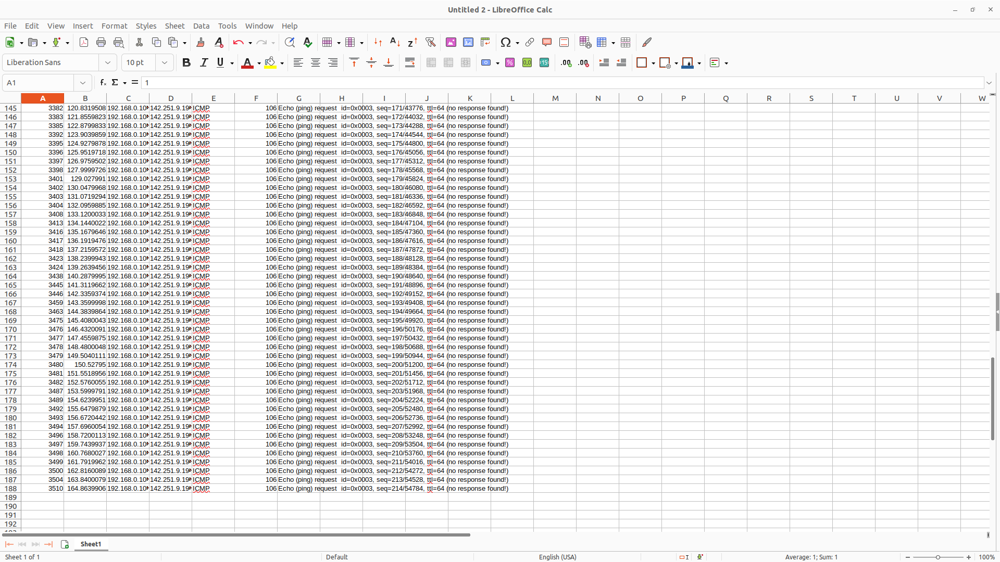 Untitled 2 - LibreOffice Calc
File Edit View Insert Format Styles Sheet Data Tools Window Help
Liberation Sans 10 pt
A1 1
A B C D E F G H I J K L M N O P Q R S T U V W
145 3382 120.8319508 192.168.0.10 142.251.9.19 ICMP 106 Echo (ping) request id=0x0003, seq=171/43776, ttl=64 (no response found!)
146 3383 121.8559823 192.168.0.10 142.251.9.19 ICMP 106 Echo (ping) request id=0x0003, seq=172/44032, ttl=64 (no response found!)
147 3385 122.8799833 192.168.0.10 142.251.9.19 ICMP 106 Echo (ping) request id=0x0003, seq=173/44288, ttl=64 (no response found!)
148 3392 123.9039859 192.168.0.10 142.251.9.19 ICMP 106 Echo (ping) request id=0x0003, seq=174/44544, ttl=64 (no response found!)
149 3395 124.9279878 192.168.0.10 142.251.9.19 ICMP 106 Echo (ping) request id=0x0003, seq=175/44800, ttl=64 (no response found!)
150 3396 125.9519718 192.168.0.10 142.251.9.19 ICMP 106 Echo (ping) request id=0x0003, seq=176/45056, ttl=64 (no response found!)
151 3397 126.9759502 192.168.0.10 142.251.9.19 ICMP 106 Echo (ping) request id=0x0003, seq=177/45312, ttl=64 (no response found!)
152 3398 127.9999726 192.168.0.10 142.251.9.19 ICMP 106 Echo (ping) request id=0x0003, seq=178/45568, ttl=64 (no response found!)
153 3401 129.027991 192.168.0.10 142.251.9.19 ICMP 106 Echo (ping) request id=0x0003, seq=179/45824, ttl=64 (no response found!)
154 3402 130.0479968 192.168.0.10 142.251.9.19 ICMP 106 Echo (ping) request id=0x0003, seq=180/46080, ttl=64 (no response found!)
155 3403 131.0719294 192.168.0.10 142.251.9.19 ICMP 106 Echo (ping) request id=0x0003, seq=181/46336, ttl=64 (no response found!)
156 3404 132.0959885 192.168.0.10 142.251.9.19 ICMP 106 Echo (ping) request id=0x0003, seq=182/46592, ttl=64 (no response found!)
157 3408 133.1200033 192.168.0.10 142.251.9.19 ICMP 106 Echo (ping) request id=0x0003, seq=183/46848, ttl=64 (no response found!)
158 3413 134.1440022 192.168.0.10 142.251.9.19 ICMP 106 Echo (ping) request id=0x0003, seq=184/47104, ttl=64 (no response found!)
159 3416 135.1679646 192.168.0.10 142.251.9.19 ICMP 106 Echo (ping) request id=0x0003, seq=185/47360, ttl=64 (no response found!)
160 3417 136.1919476 192.168.0.10 142.251.9.19 ICMP 106 Echo (ping) request id=0x0003, seq=186/47616, ttl=64 (no response found!)
161 3418 137.2159572 192.168.0.10 142.251.9.19 ICMP 106 Echo (ping) request id=0x0003, seq=187/47872, ttl=64 (no response found!)
162 3423 138.2399943 192.168.0.10 142.251.9.19 ICMP 106 Echo (ping) request id=0x0003, seq=188/48128, ttl=64 (no response found!)
163 3424 139.2639456 192.168.0.10 142.251.9.19 ICMP 106 Echo (ping) request id=0x0003, seq=189/48384, ttl=64 (no response found!)
164 3438 140.2879995 192.168.0.10 142.251.9.19 ICMP 106 Echo (ping) request id=0x0003, seq=190/48640, ttl=64 (no response found!)
165 3445 141.3119662 192.168.0.10 142.251.9.19 ICMP 106 Echo (ping) request id=0x0003, seq=191/48896, ttl=64 (no response found!)
166 3446 142.3359374 192.168.0.10 142.251.9.19 ICMP 106 Echo (ping) request id=0x0003, seq=192/49152, ttl=64 (no response found!)
167 3459 143.3599998 192.168.0.10 142.251.9.19 ICMP 106 Echo (ping) request id=0x0003, seq=193/49408, ttl=64 (no response found!)
168 3463 144.3839864 192.168.0.10 142.251.9.19 ICMP 106 Echo (ping) request id=0x0003, seq=194/49664, ttl=64 (no response found!)
169 3475 145.4080043 192.168.0.10 142.251.9.19 ICMP 106 Echo (ping) request id=0x0003, seq=195/49920, ttl=64 (no response found!)
170 3476 146.4320091 192.168.0.10 142.251.9.19 ICMP 106 Echo (ping) request id=0x0003, seq=196/50176, ttl=64 (no response found!)
171 3477 147.4559875 192.168.0.10 142.251.9.19 ICMP 106 Echo (ping) request id=0x0003, seq=197/50432, ttl=64 (no response found!)
172 3478 148.4800048 192.168.0.10 142.251.9.19 ICMP 106 Echo (ping) request id=0x0003, seq=198/50688, ttl=64 (no response found!)
173 3479 149.5040111 192.168.0.10 142.251.9.19 ICMP 106 Echo (ping) request id=0x0003, seq=199/50944, ttl=64 (no response found!)
174 3480 150.52795 192.168.0.10 142.251.9.19 ICMP 106 Echo (ping) request id=0x0003, seq=200/51200, ttl=64 (no response found!)
175 3481 151.5518956 192.168.0.10 142.251.9.19 ICMP 106 Echo (ping) request id=0x0003, seq=201/51456, ttl=64 (no response found!)
176 3482 152.5760055 192.168.0.10 142.251.9.19 ICMP 106 Echo (ping) request id=0x0003, seq=202/51712, ttl=64 (no response found!)
177 3487 153.5999791 192.168.0.10 142.251.9.19 ICMP 106 Echo (ping) request id=0x0003, seq=203/51968, ttl=64 (no response found!)
178 3489 154.6239951 192.168.0.10 142.251.9.19 ICMP 106 Echo (ping) request id=0x0003, seq=204/52224, ttl=64 (no response found!)
179 3492 155.6479879 192.168.0.10 142.251.9.19 ICMP 106 Echo (ping) request id=0x0003, seq=205/52480, ttl=64 (no response found!)
180 3493 156.6720442 192.168.0.10 142.251.9.19 ICMP 106 Echo (ping) request id=0x0003, seq=206/52736, ttl=64 (no response found!)
181 3494 157.6960054 192.168.0.10 142.251.9.19 ICMP 106 Echo (ping) request id=0x0003, seq=207/52992, ttl=64 (no response found!)
182 3496 158.7200113 192.168.0.10 142.251.9.19 ICMP 106 Echo (ping) request id=0x0003, seq=208/53248, ttl=64 (no response found!)
183 3497 159.7439937 192.168.0.10 142.251.9.19 ICMP 106 Echo (ping) request id=0x0003, seq=209/53504, ttl=64 (no response found!)
184 3498 160.7680027 192.168.0.10 142.251.9.19 ICMP 106 Echo (ping) request id=0x0003, seq=210/53760, ttl=64 (no response found!)
185 3499 161.7919962 192.168.0.10 142.251.9.19 ICMP 106 Echo (ping) request id=0x0003, seq=211/54016, ttl=64 (no response found!)
186 3500 162.8160089 192.168.0.10 142.251.9.19 ICMP 106 Echo (ping) request id=0x0003, seq=212/54272, ttl=64 (no response found!)
187 3504 163.8400079 192.168.0.10 142.251.9.19 ICMP 106 Echo (ping) request id=0x0003, seq=213/54528, ttl=64 (no response found!)
188 3510 164.8639906 192.168.0.10 142.251.9.19 ICMP 106 Echo (ping) request id=0x0003, seq=214/54784, ttl=64 (no response found!)
189
190
191
192
Sheet1
Sheet 1 of 1 Default English (USA) Average: 1; Sum: 1 100%